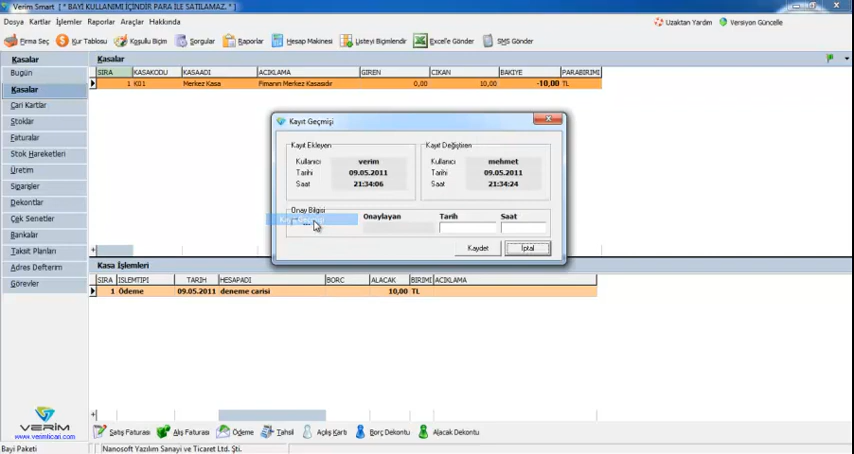 Verim Smart [ * BAYİ KULLANIMI İÇİNDİR PARA İLE SATILAMAZ. * ]
Dosya Kartlar İşlemler Raporlar Araçlar Hakkında
Uzaktan Yardım Versiyon Güncelle
Firma Seç Kur Tablosu Koşullu Biçim Sorgular Raporlar Hesap Makinesi Listeyi Biçimlendir Excel'e Gönder SMS Gönder
Kasalar
Bugün
Kasalar
Cari Kartlar
Stoklar
Faturalar
Stok Hareketleri
Üretim
Siparişler
Dekontlar
Çek Senetler
Bankalar
Taksit Planları
Adres Defterim
Görevler
VERİM
www.verimticari.com
Kasalar
SIRA KASAKODU KASAADI ACIKLAMA GIREN CIKAN BAKIYE PARABIRIMI
1 K01 Merkez Kasa Firmanın Merkez Kasasıdır 0,00 10,00 -10,00 TL
Kayıt Geçmişi
Kayıt Ekleyen
Kullanıcı verim
Tarihi 09.05.2011
Saat 21:34:06
Kayıt Değiştiren
Kullanıcı mehmet
Tarihi 09.05.2011
Saat 21:34:24
Onay Bilgisi
Onaylayan Tarih Saat
Kaydet İptal
Kasa İşlemleri
SIRA ISLEMTIPI TARIH HESAPADI BORC ALACAK BIRIMI ACIKLAMA
1 Ödeme 09.05.2011 deneme carisi 10,00 TL
Satış Faturası Alış Faturası Ödeme Tahsil Açılış Kartı Borç Dekontu Alacak Dekontu
Bayi Paketi Nanosoft Yazılım Sanayi ve Ticaret Ltd. Şti.